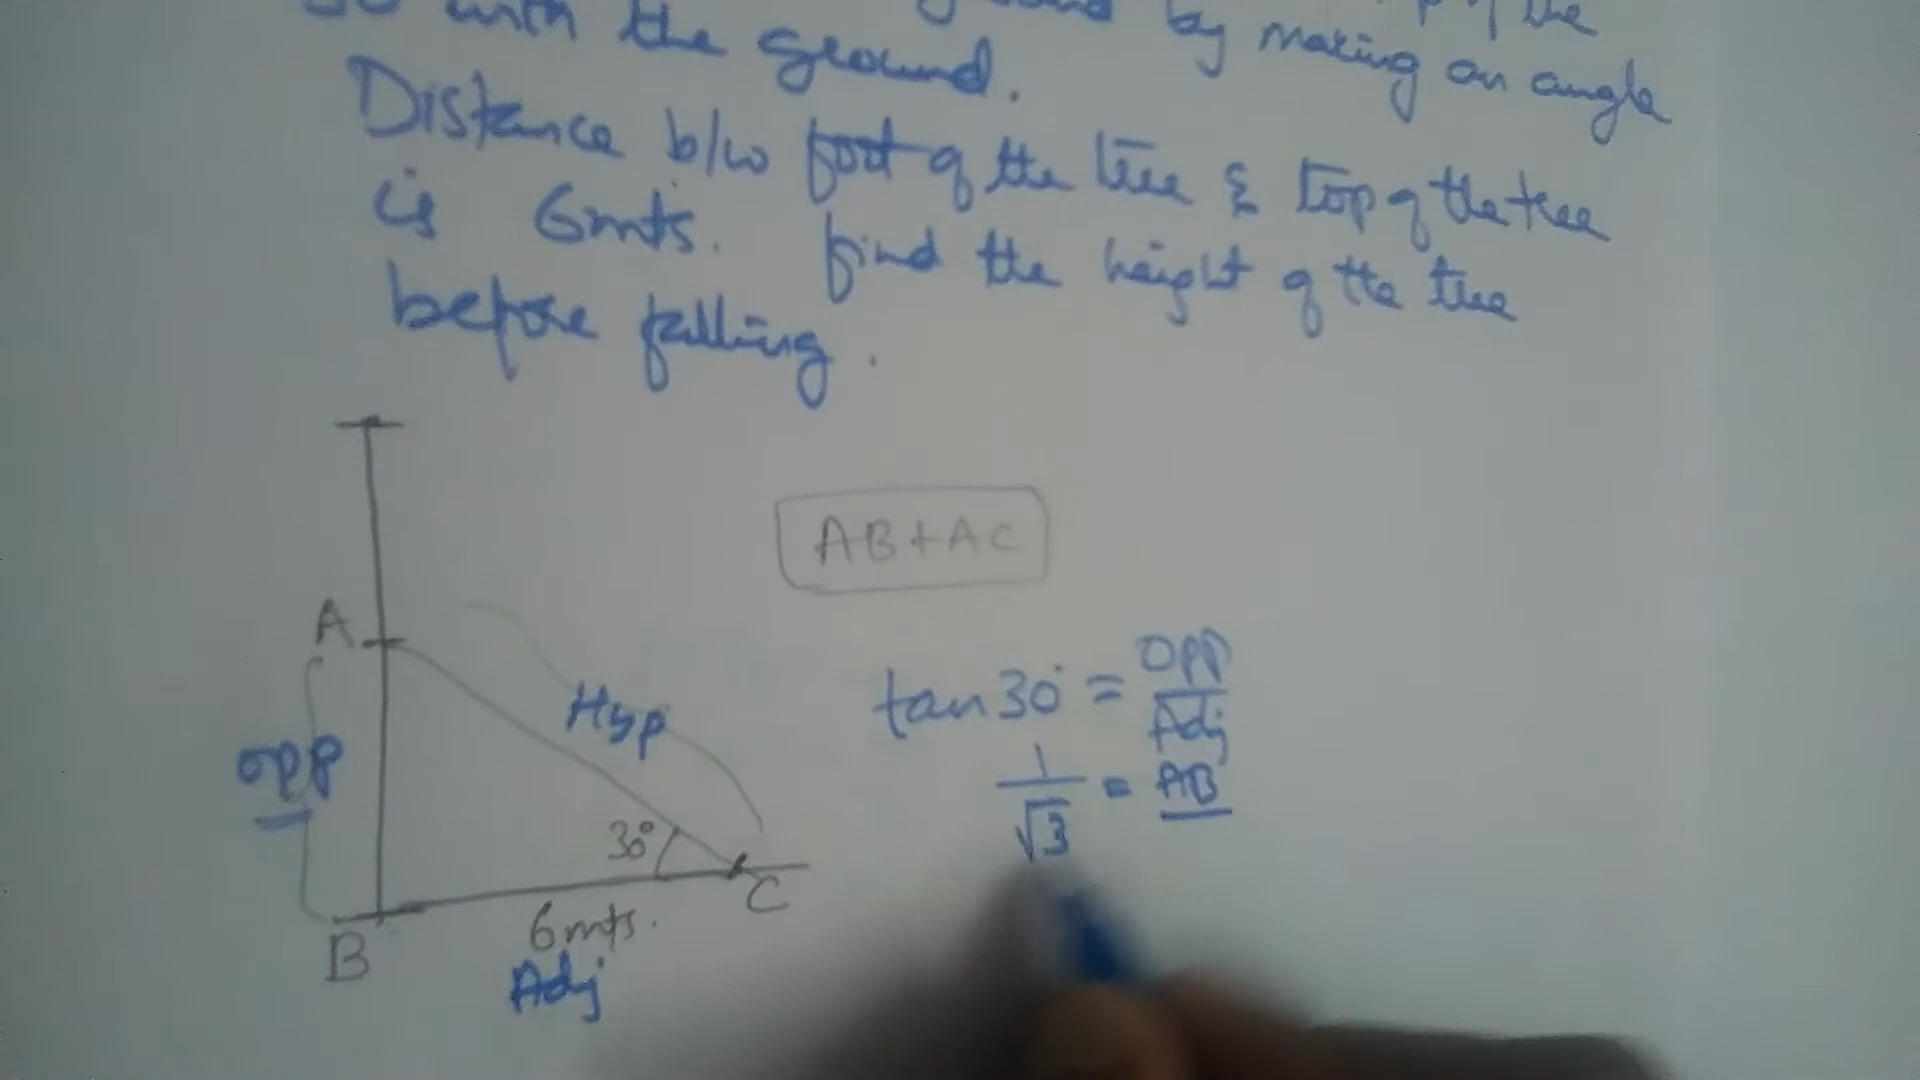 30 with the ground. by making an angle
Distance b/w foot of the tree & top of the tree
is 6mts. find the height of the tree
before falling.
AB+AC
A
Hyp
opp
30°
6mts.
B
C
Adj
tan 30° = opp
Adj
1 = AB
√3